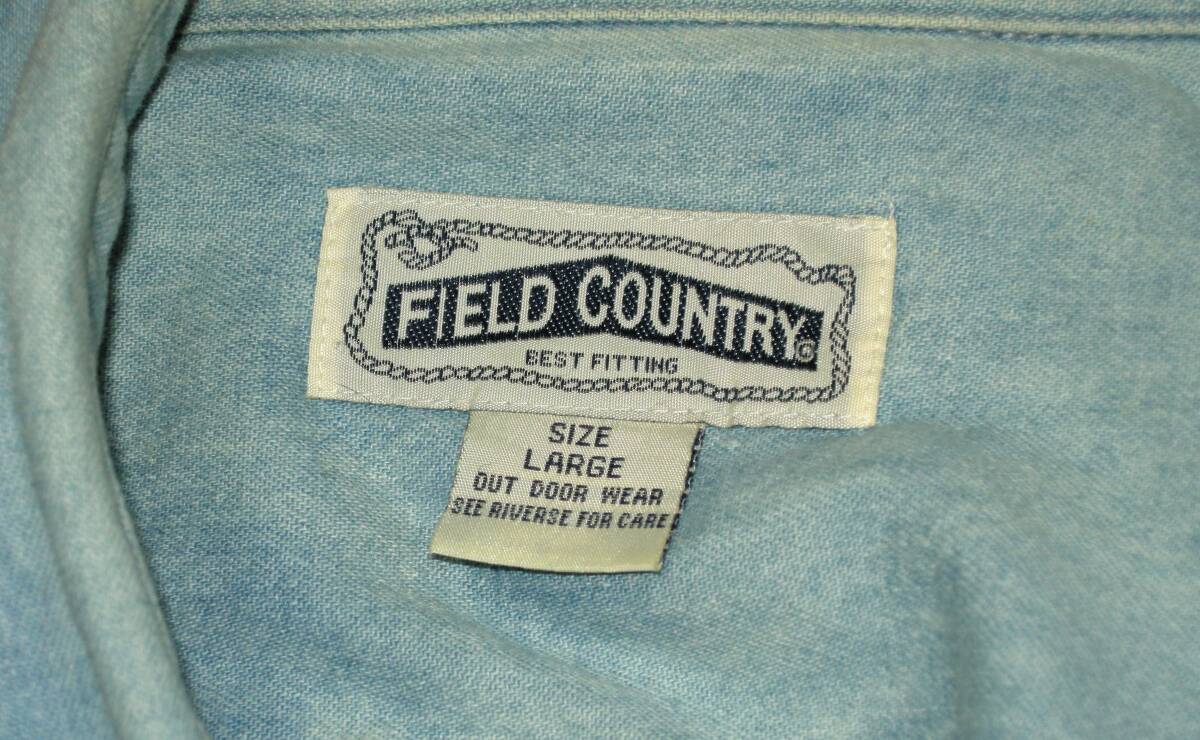 FIELD COUNTRY©
BEST FITTING
SIZE
LARGE
OUT DOOR WEAR
SEE RIVERSE FOR CARE